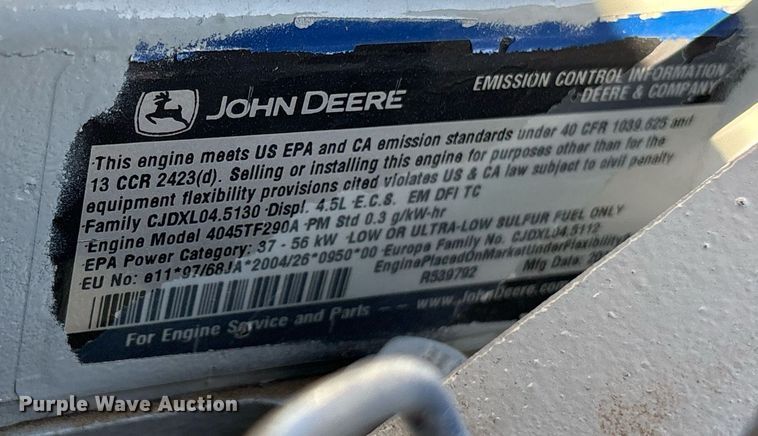 JOHN DEERE
EMISSION CONTROL INFORMATION
DEERE & COMPANY
This engine meets US EPA and CA emission standards under 40 CFR 1039.625 and
13 CCR 2423(d). Selling or installing this engine for purposes other than for the
equipment flexibility provisions cited violates US & CA law subject to civil penalty
Family CJDXL04.5130 Displ. 4.5L E.C.S. EM DFI TC
Engine Model 4045TF290A PM Std 0.3 g/kW-hr
EPA Power Category: 37 - 56 kW LOW OR ULTRA-LOW SULFUR FUEL ONLY
EU No: e11*97/68JA*2004/26*0950*00 Europe Family No. CJDXL04.5112
EnginePlacedOnMarketUnderFlexibility
R539792 Mfg Date: 20
For Engine Service and Parts -- www.JohnDeere.com
Purple Wave Auction